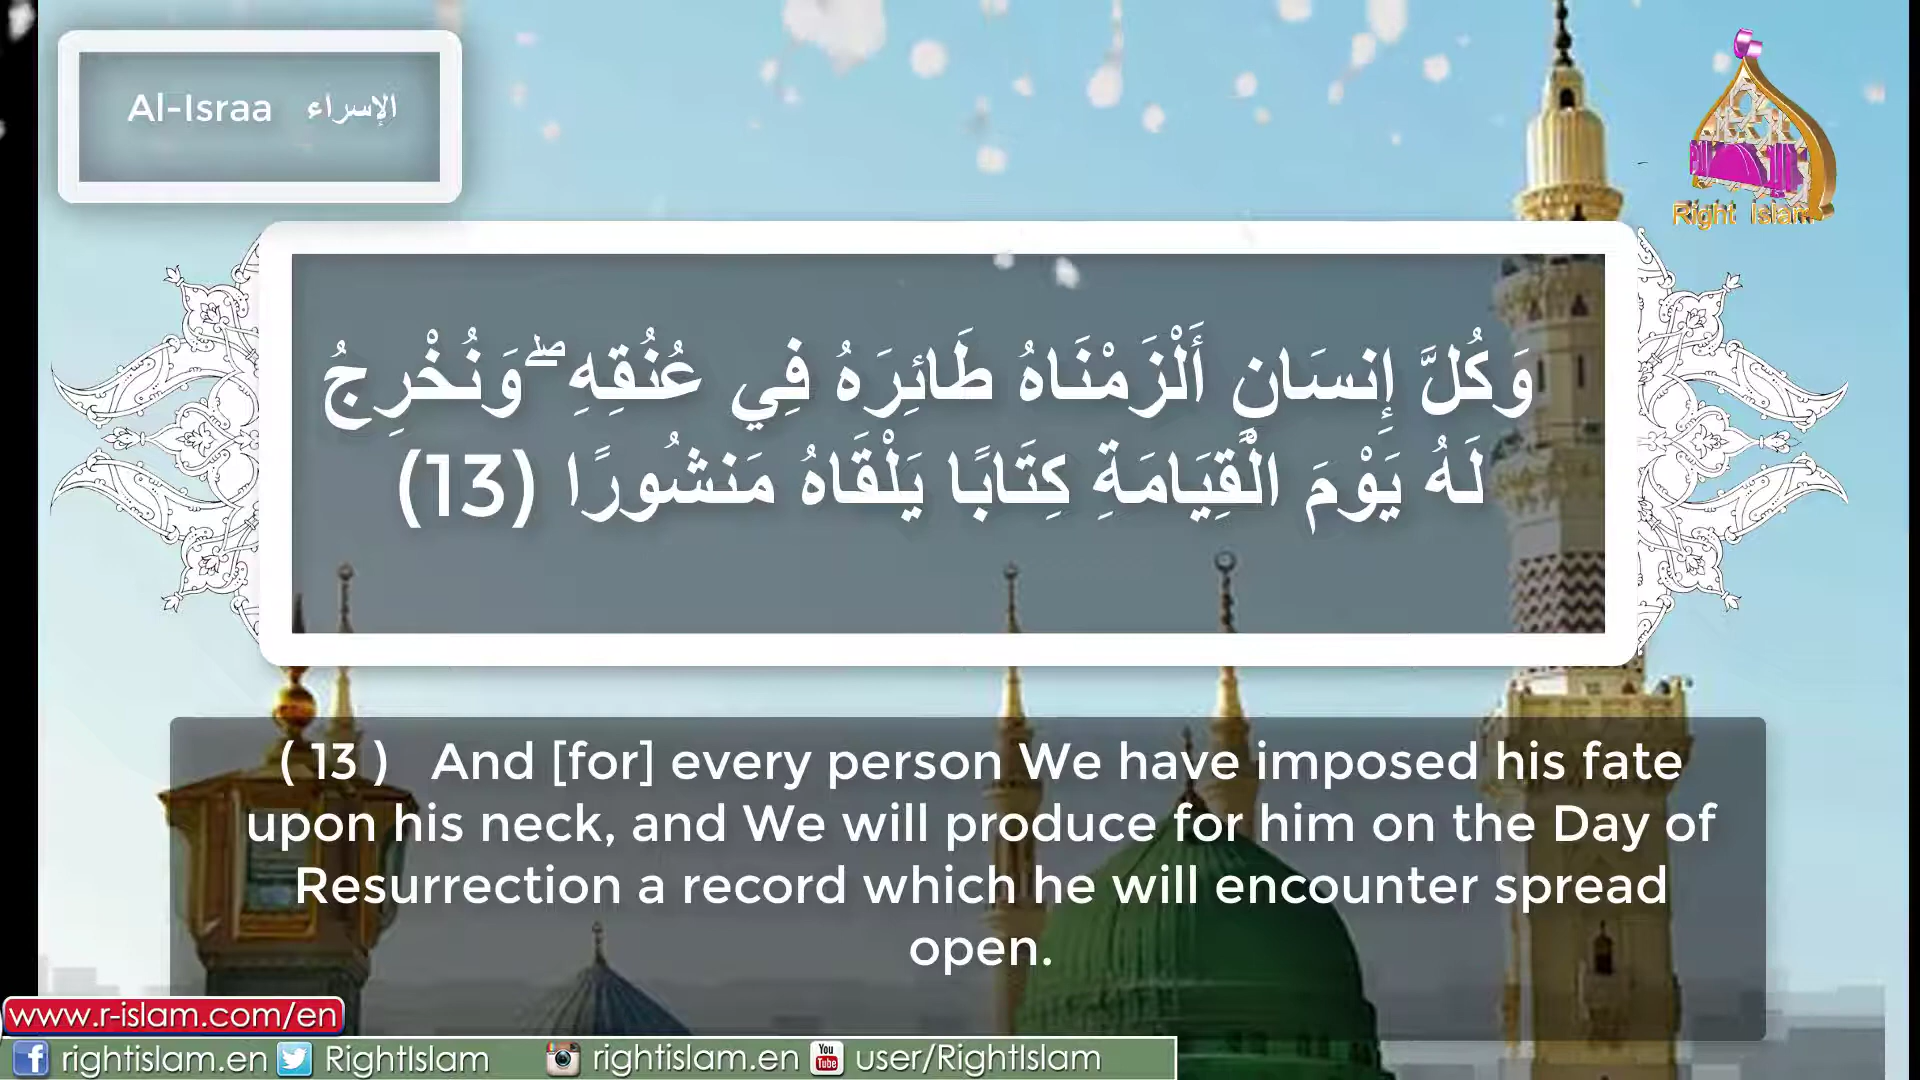 Al-Israa الإسراء
Right Islam
وَكُلَّ إِنسَانٍ أَلْزَمْنَاهُ طَائِرَهُ فِي عُنُقِهِ ۖ وَنُخْرِجُ
لَهُ يَوْمَ الْقِيَامَةِ كِتَابًا يَلْقَاهُ مَنشُورًا (13)
( 13 ) And [for] every person We have imposed his fate
upon his neck, and We will produce for him on the Day of
Resurrection a record which he will encounter spread
open.
www.r-islam.com/en
rightislam.en RightIslam rightislam.en You Tube user/RightIslam